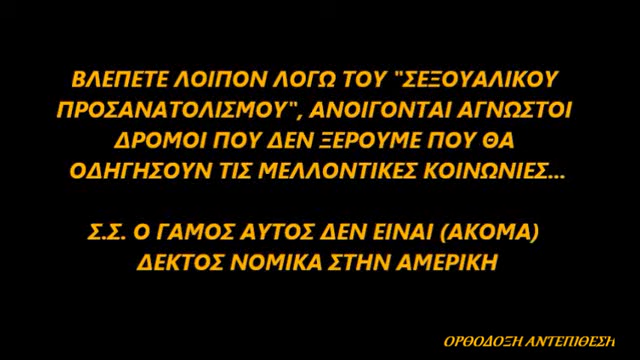 ΒΛΕΠΕΤΕ ΛΟΙΠΟΝ ΛΟΓΩ ΤΟΥ "ΣΕΞΟΥΑΛΙΚΟΥ
ΠΡΟΣΑΝΑΤΟΛΙΣΜΟΥ", ΑΝΟΙΓΟΝΤΑΙ ΑΓΝΩΣΤΟΙ
ΔΡΟΜΟΙ ΠΟΥ ΔΕΝ ΞΕΡΟΥΜΕ ΠΟΥ ΘΑ
ΟΔΗΓΗΣΟΥΝ ΤΙΣ ΜΕΛΛΟΝΤΙΚΕΣ ΚΟΙΝΩΝΙΕΣ...
Σ.Σ. Ο ΓΑΜΟΣ ΑΥΤΟΣ ΔΕΝ ΕΙΝΑΙ (ΑΚΟΜΑ)
ΔΕΚΤΟΣ ΝΟΜΙΚΑ ΣΤΗΝ ΑΜΕΡΙΚΗ
ΟΡΘΟΔΟΞΗ ΑΝΤΕΠΙΘΕΣΗ